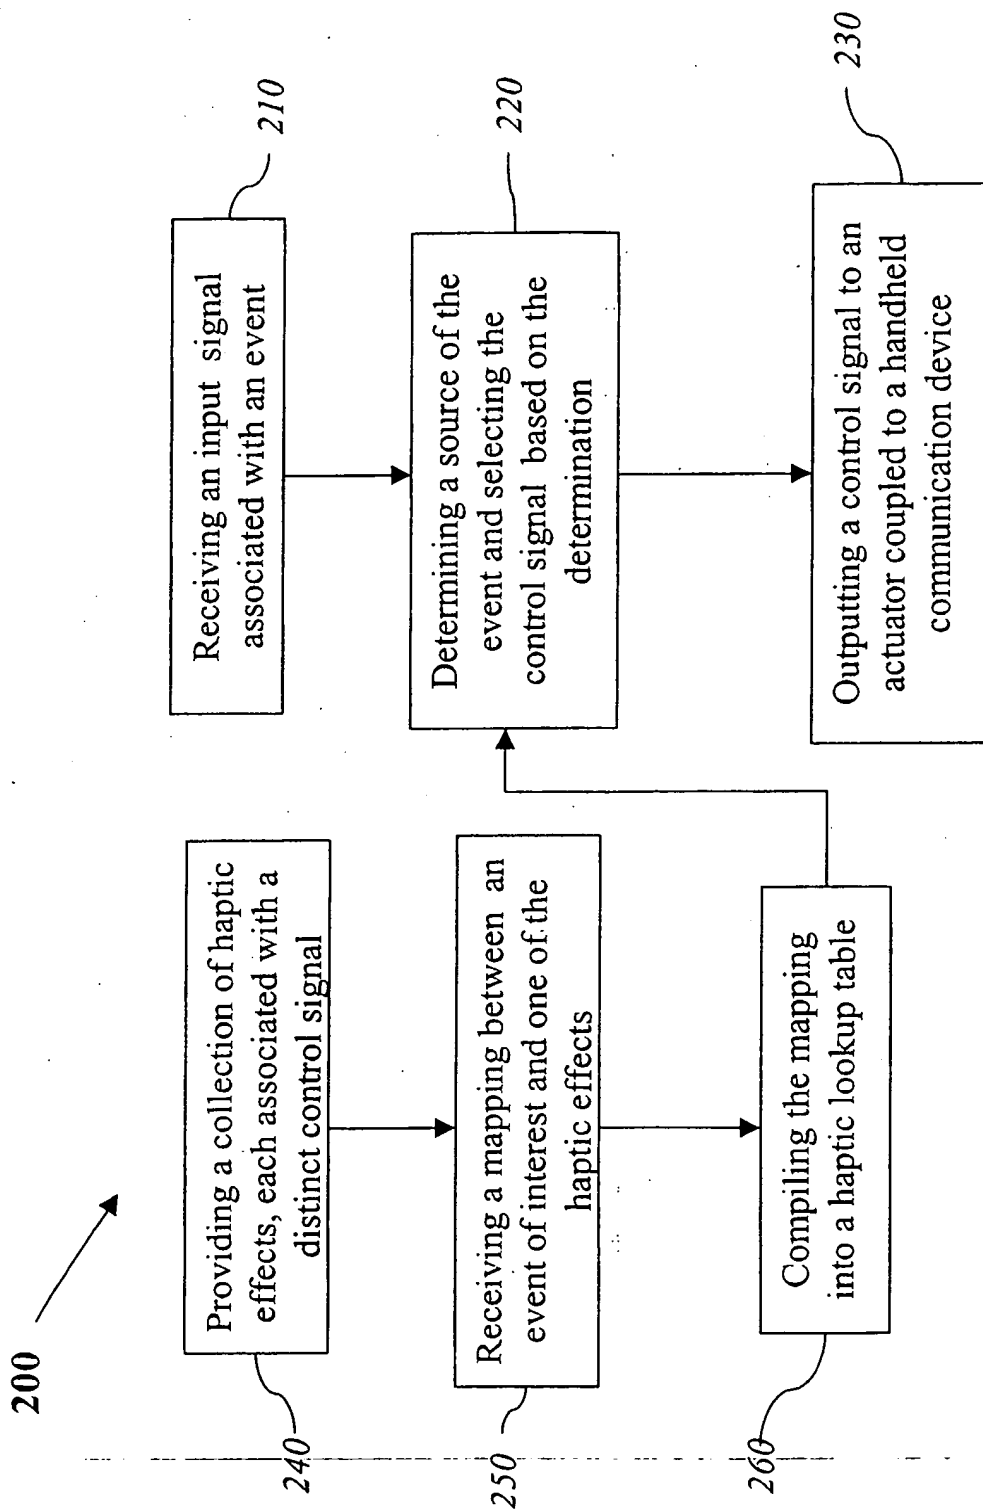 200
Providing a collection of haptic
effects, each associated with a
distinct control signal
240
Receiving a mapping between an
event of interest and one of the
haptic effects
250
Compiling the mapping
into a haptic lookup table
260
Receiving an input signal
associated with an event
210
Determining a source of the
event and selecting the
control signal based on the
determination
220
Outputting a control signal to an
actuator coupled to a handheld
communication device
230